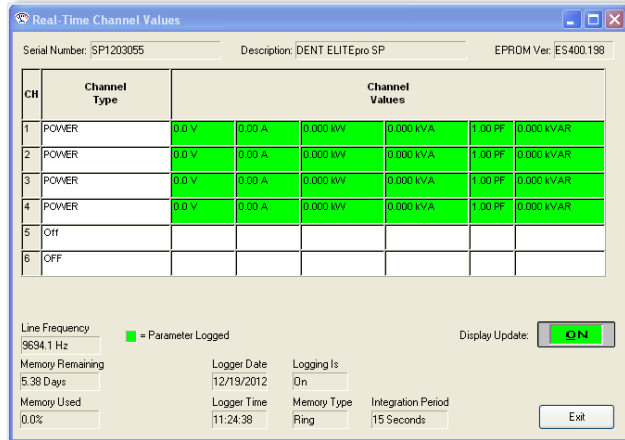 Real-Time Channel Values
Serial Number: SP1203055 Description: DENT ELITEpro SP EPROM Ver: ES400.198
CH Channel Type Channel Values
1 POWER 0.0 V 0.00 A 0.000 kW 0.000 kVA 1.00 PF 0.000 kVAR
2 POWER 0.0 V 0.00 A 0.000 kW 0.000 kVA 1.00 PF 0.000 kVAR
3 POWER 0.0 V 0.00 A 0.000 kW 0.000 kVA 1.00 PF 0.000 kVAR
4 POWER 0.0 V 0.00 A 0.000 kW 0.000 kVA 1.00 PF 0.000 kVAR
5 Off
6 OFF
Line Frequency
9694.1 Hz
= Parameter Logged
Display Update: ON
Memory Remaining Logger Date Logging Is
5.38 Days 12/19/2012 On
Memory Used Logger Time Memory Type Integration Period
0.0% 11:24:38 Ring 15 Seconds
Exit